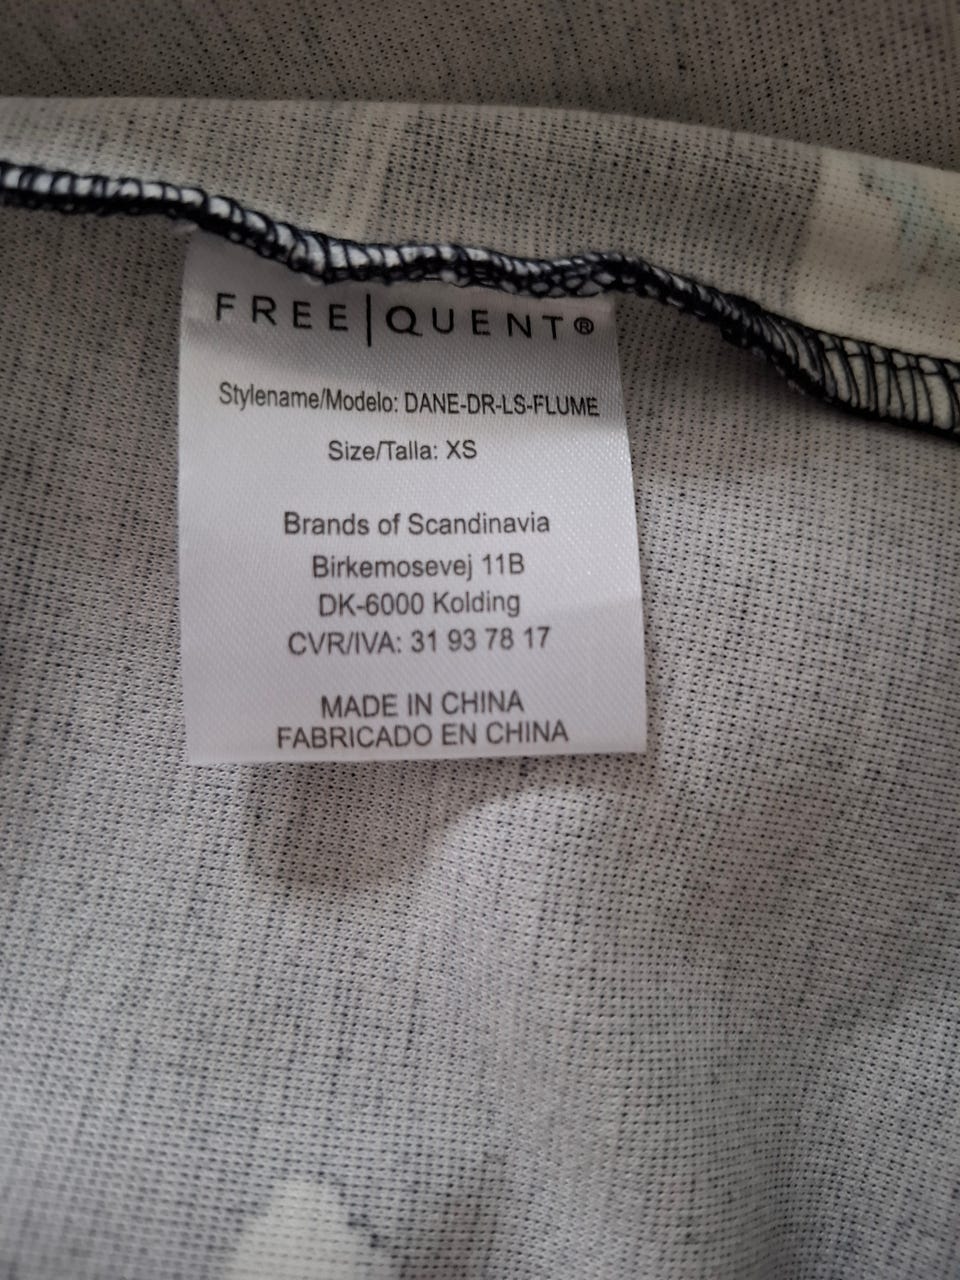 FREE|QUENT®
Stylename/Modelo: DANE-DR-LS-FLUME
Size/Talla: XS
Brands of Scandinavia
Birkemosevej 11B
DK-6000 Kolding
CVR/IVA: 31 93 78 17
MADE IN CHINA
FABRICADO EN CHINA